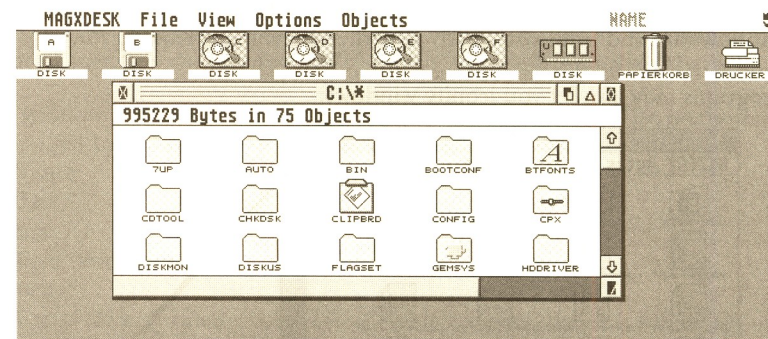 MAGXDESK File View Options Objects NAME
A B C D E F
DISK DISK DISK DISK DISK DISK DISK PAPIERKORB DRUCKER
C:\*
995229 Bytes in 75 Objects
7UP AUTO BIN BOOTCONF BTFONTS
CDTOOL CHKDSK CLIPBRD CONFIG CPX
DISKMON DISKUS FLAGSET GEMSYS HDDRIVER